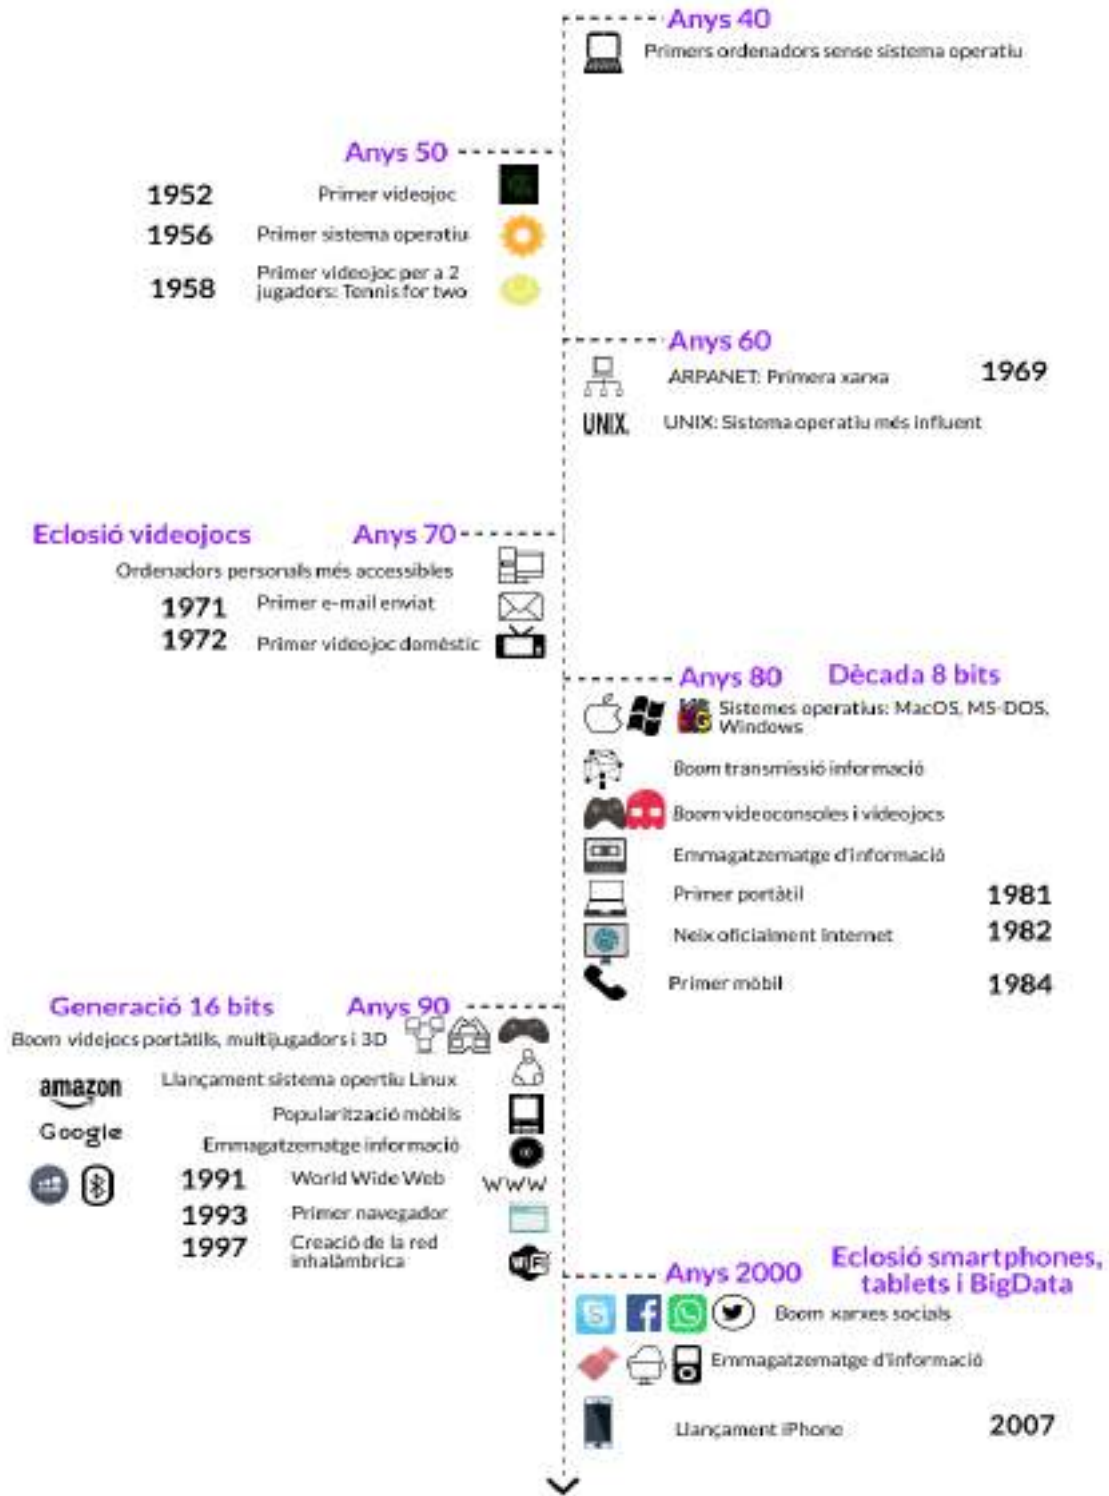 Anys 40
Primers ordenadors sense sistema operatiu
Anys 50
1952 Primer videojoc
1956 Primer sistema operatiu
1958 Primer videojoc per a 2
jugadors: Tennis for two
Anys 60
ARPANET: Primera xarxa 1969
UNIX. UNIX: Sistema operatiu més influent
Eclosió videojocs Anys 70
Ordenadors personals més accessibles
1971 Primer e-mail enviat
1972 Primer videojoc domèstic
Anys 80 Dècada 8 bits
Sistemes operatius: MacOS, MS-DOS,
Windows
Boom transmissió informació
Boom videoconsoles i videojocs
Emmagatzematge d'informació
Primer portàtil 1981
Neix oficialment Internet 1982
Primer mòbil 1984
Generació 16 bits Anys 90
Boom videjocs portàtils, multijugadors i 3D
amazon Llançament sistema opertiu Linux
Popularització mòbils
Google Emmagatzematge informació
1991 World Wide Web WWW
1993 Primer navegador
1997 Creació de la red
inhalàmbrica WiFi
Anys 2000 Eclosió smartphones,
tablets i BigData
Boom xarxes socials
Emmagatzematge d'informació
Llançament iPhone 2007